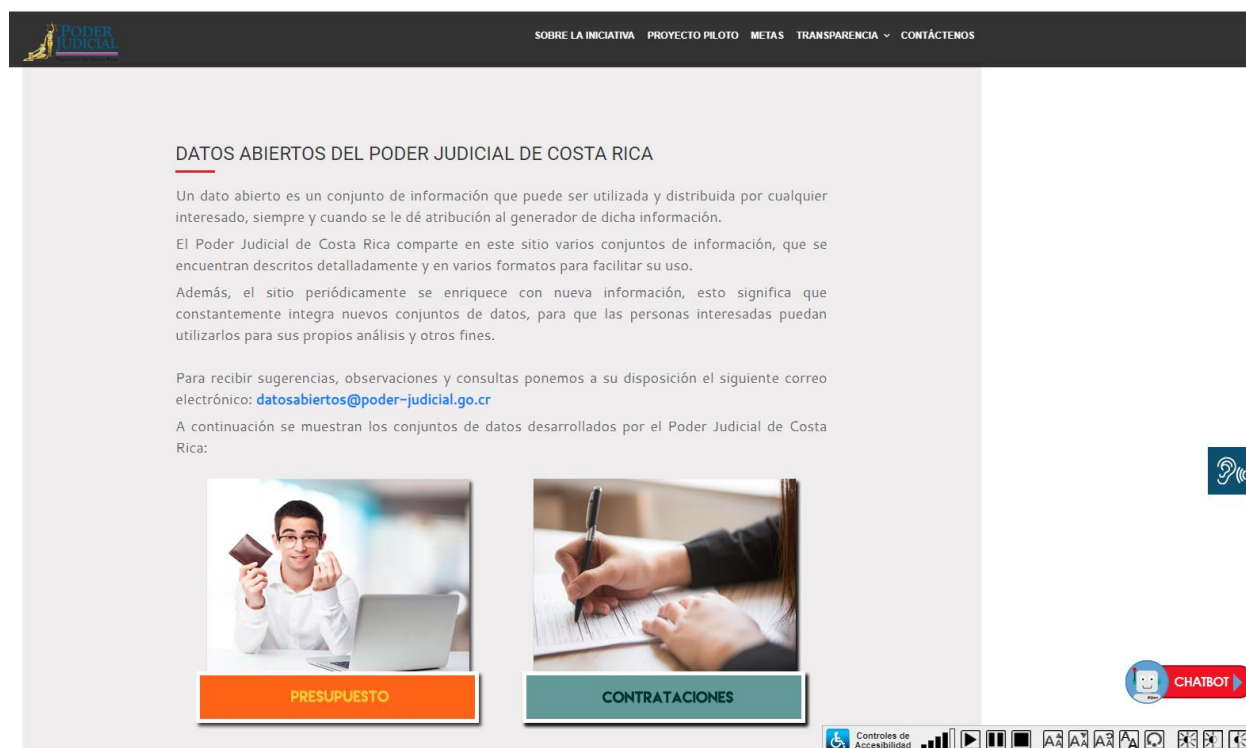 PODER
JUDICIAL
SOBRE LA INICIATIVA PROYECTO PILOTO METAS TRANSPARENCIA CONTÁCTENOS
DATOS ABIERTOS DEL PODER JUDICIAL DE COSTA RICA
Un dato abierto es un conjunto de información que puede ser utilizada y distribuida por cualquier
interesado, siempre y cuando se le dé atribución al generador de dicha información.
El Poder Judicial de Costa Rica comparte en este sitio varios conjuntos de información, que se
encuentran descritos detalladamente y en varios formatos para facilitar su uso.
Además, el sitio periódicamente se enriquece con nueva información, esto significa que
constantemente integra nuevos conjuntos de datos, para que las personas interesadas puedan
utilizarlos para sus propios análisis y otros fines.
Para recibir sugerencias, observaciones y consultas ponemos a su disposición el siguiente correo
electrónico: datosabiertos@poder-judicial.go.cr
A continuación se muestran los conjuntos de datos desarrollados por el Poder Judicial de Costa
Rica:
PRESUPUESTO
CONTRATACIONES
CHATBOT
Controles de
Accesibilidad